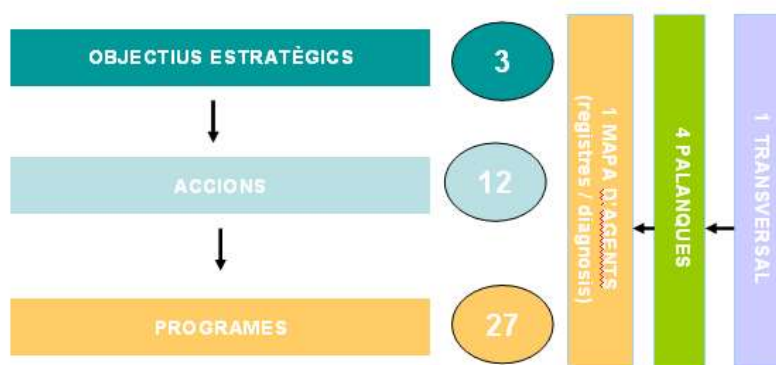 OBJECTIUS ESTRATÈGICS
3
ACCIONS
12
PROGRAMES
27
1 MAPA D'AGENTS
(registres / diagnosis)
4 PALANQUES
1 TRANSVERSAL